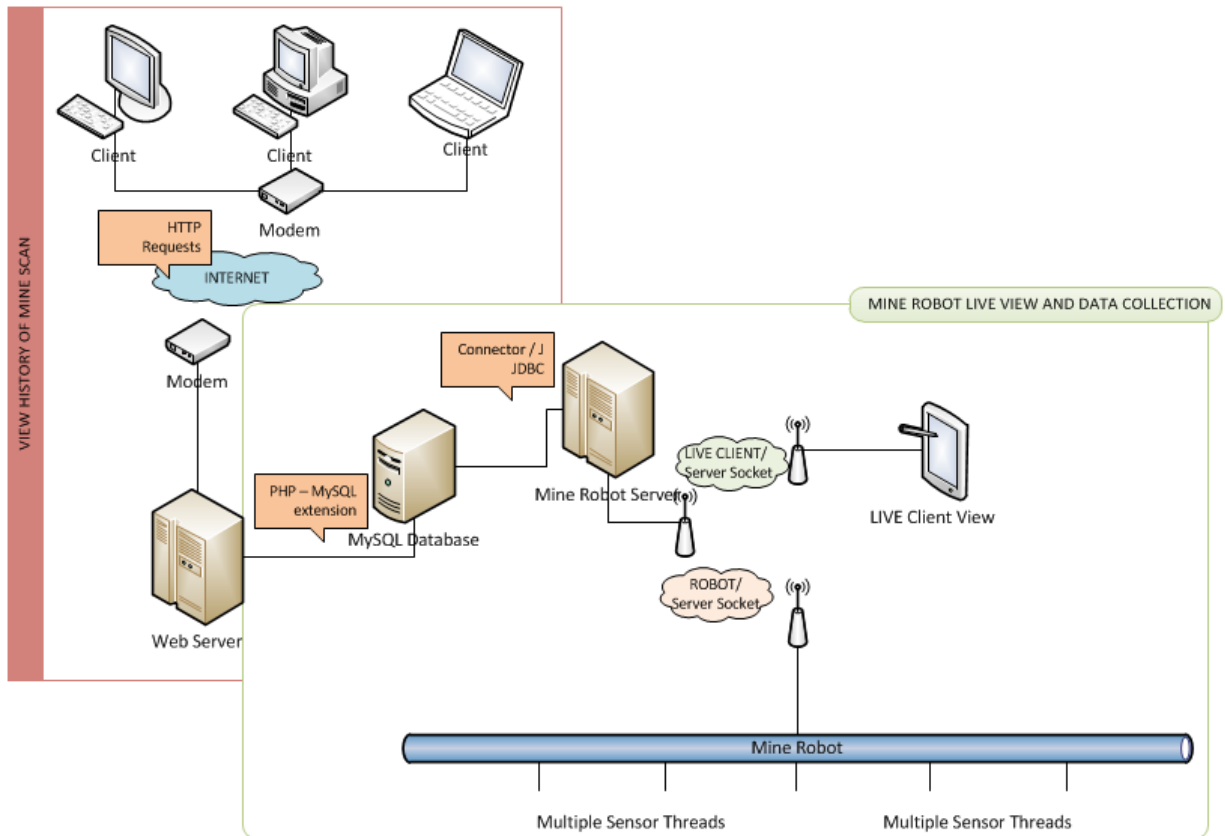 VIEW HISTORY OF MINE SCAN
Client
Client
Client
Modem
HTTP
Requests
INTERNET
MINE ROBOT LIVE VIEW AND DATA COLLECTION
Modem
Connector / J
JDBC
LIVE CLIENT/
Server Socket
Mine Robot Server
LIVE Client View
PHP – MySQL
extension
MySQL Database
ROBOT/
Server Socket
Web Server
Mine Robot
Multiple Sensor Threads
Multiple Sensor Threads